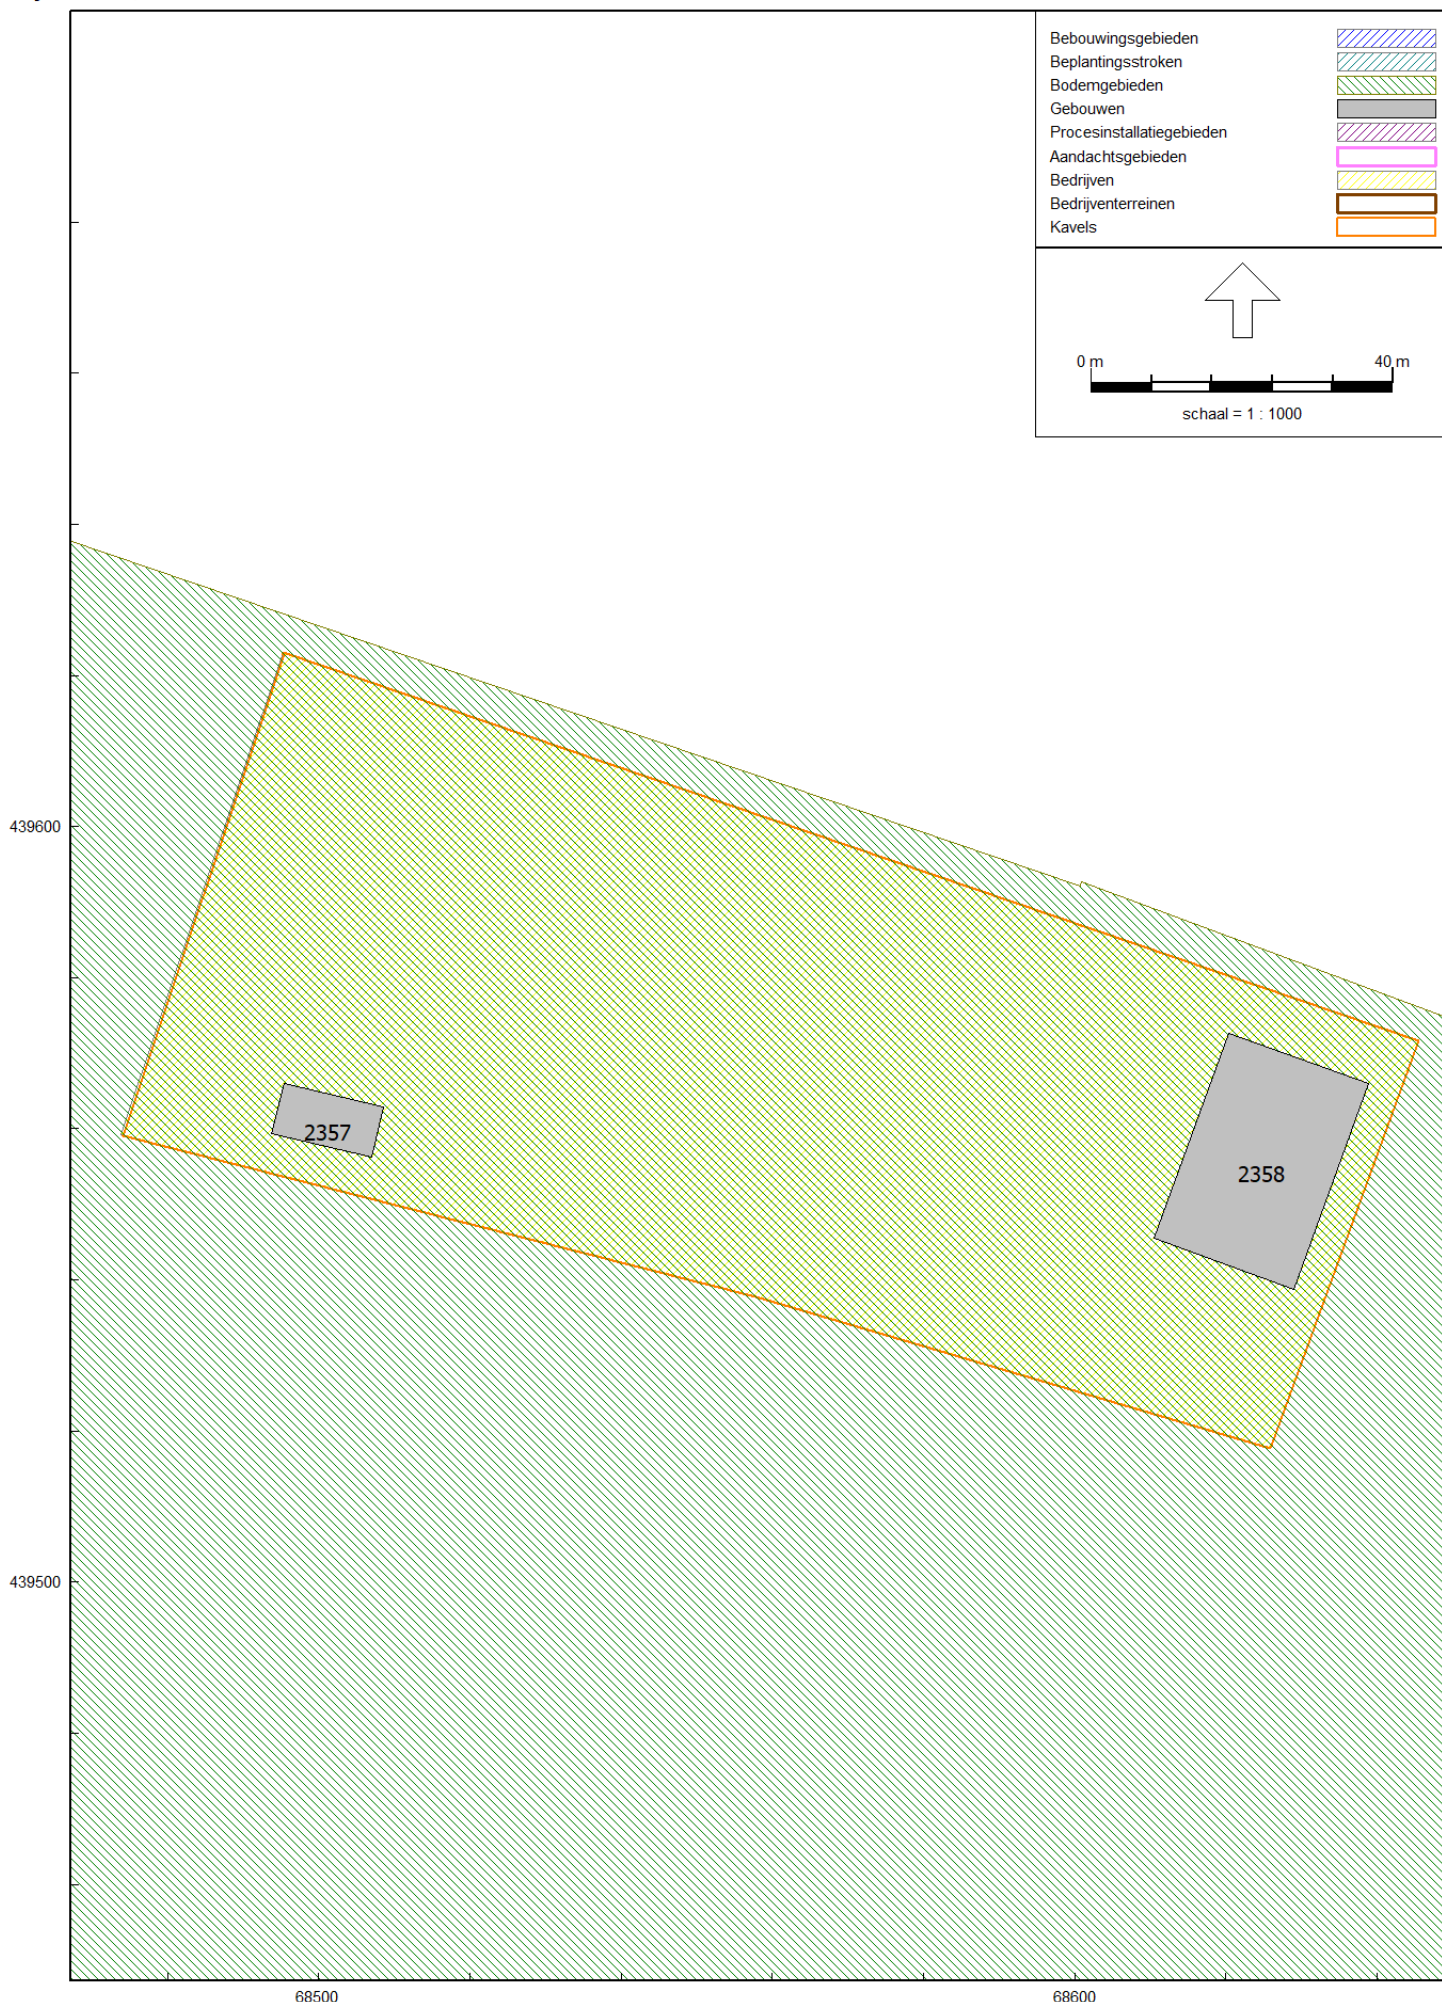 Bebouwingsgebieden
Beplantingsstroken
Bodemgebieden
Gebouwen
Procesinstallatiegebieden
Aandachtsgebieden
Bedrijven
Bedrijventerreinen
Kavels
0 m 40 m
schaal = 1 : 1000
439600
2357
2358
439500
68500 68600